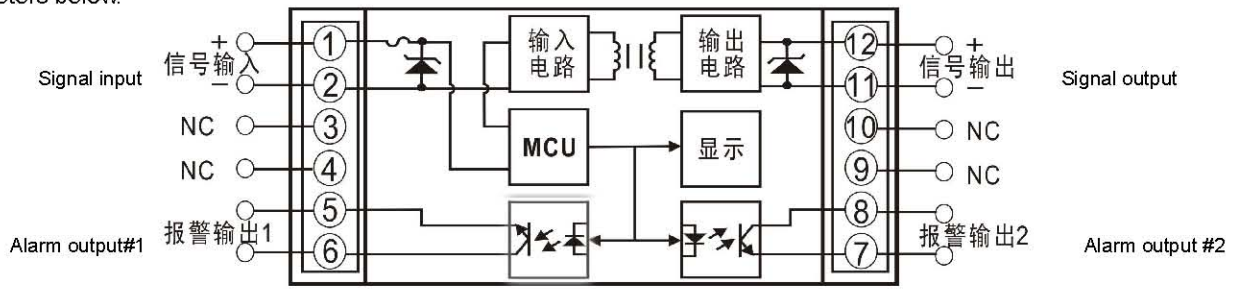 eters below.
+
信号输入
−
Signal input
NC
NC
报警输出1
Alarm output#1
1
2
3
4
5
6
输入
电路
输出
电路
MCU
显示
12
11
10
9
8
7
+
信号输出
−
Signal output
NC
NC
报警输出2
Alarm output #2